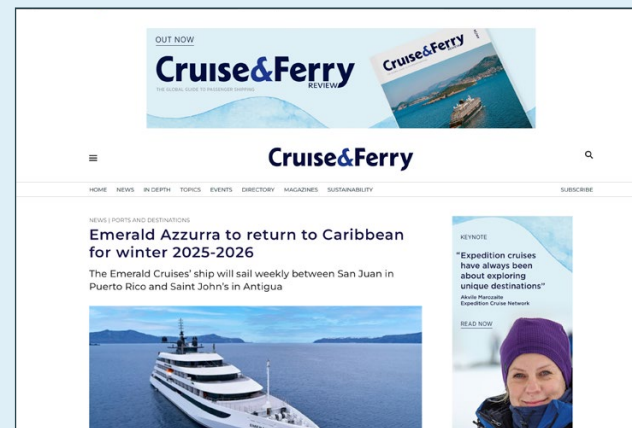 OUT NOW
Cruise&Ferry
REVIEW
THE GLOBAL GUIDE TO PASSENGER SHIPPING
Cruise&Ferry
Cruise&Ferry
HOME NEWS IN DEPTH TOPICS EVENTS DIRECTORY MAGAZINES SUSTAINABILITY SUBSCRIBE
NEWS | PORTS AND DESTINATIONS
Emerald Azzurra to return to Caribbean
for winter 2025-2026
The Emerald Cruises' ship will sail weekly between San Juan in
Puerto Rico and Saint John's in Antigua
KEYNOTE
"Expedition cruises
have always been
about exploring
unique destinations"
Akvile Marozaite
Expedition Cruise Network
READ NOW